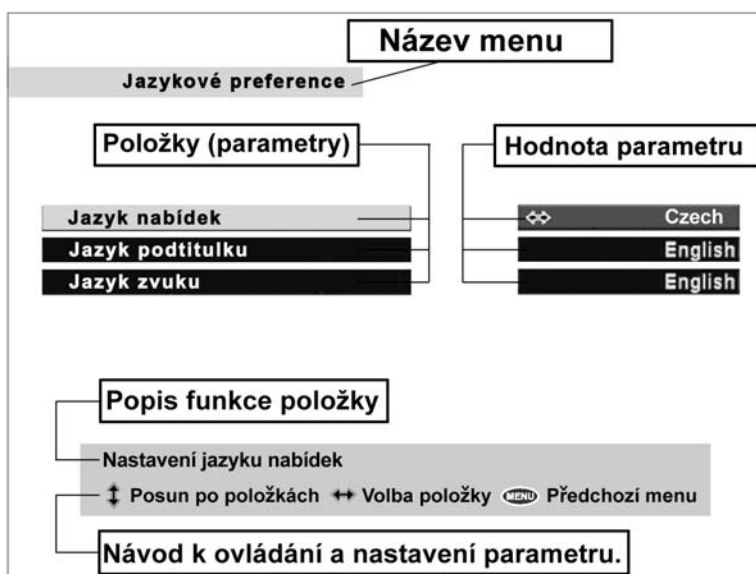 Název menu
Jazykové preference
Položky (parametry)
Hodnota parametru
Jazyk nabídek
Czech
Jazyk podtitulku
English
Jazyk zvuku
English
Popis funkce položky
Nastavení jazyku nabídek
Posun po položkách Volba položky MENU Předchozí menu
Návod k ovládání a nastavení parametru.